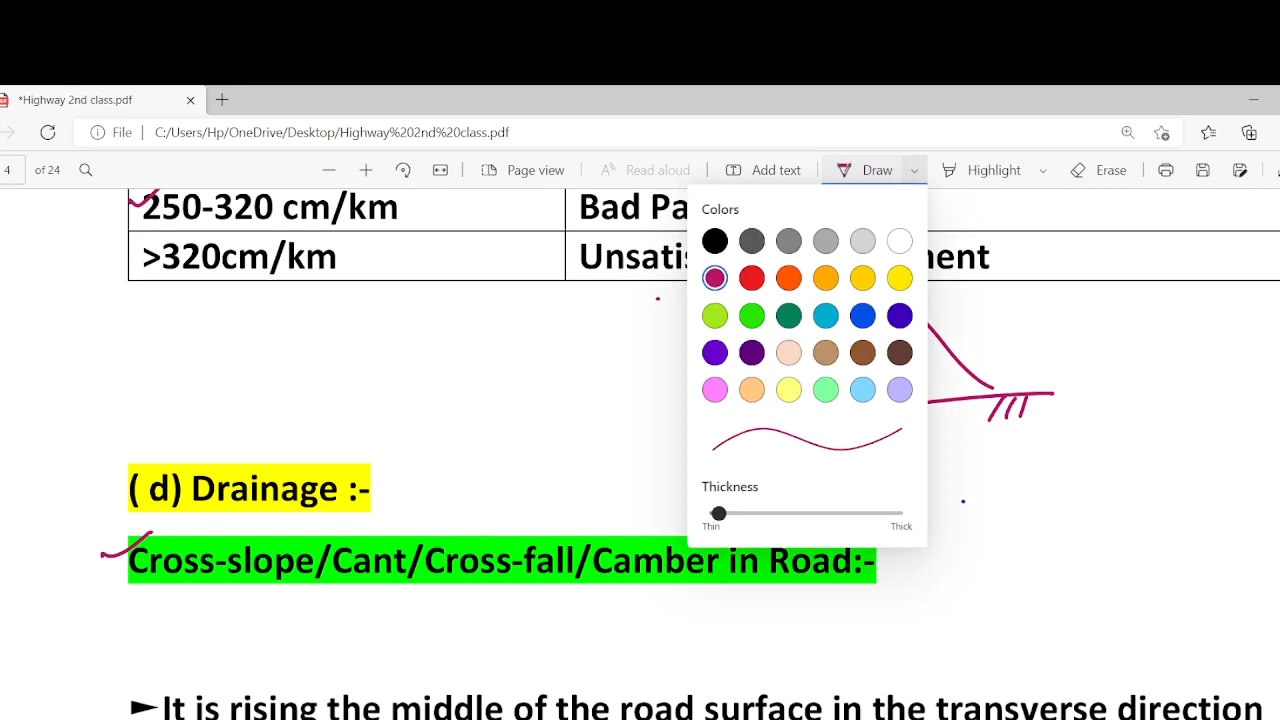 *Highway 2nd class.pdf
File C:/Users/Hp/OneDrive/Desktop/Highway%202nd%20class.pdf
4 of 24 Page view Read aloud Add text Draw Highlight Erase
250-320 cm/km Bad Pa
>320cm/km Unsatis ment
Colors
Thickness
Thin Thick
( d) Drainage :-
Cross-slope/Cant/Cross-fall/Camber in Road:-
►It is rising the middle of the road surface in the transverse direction